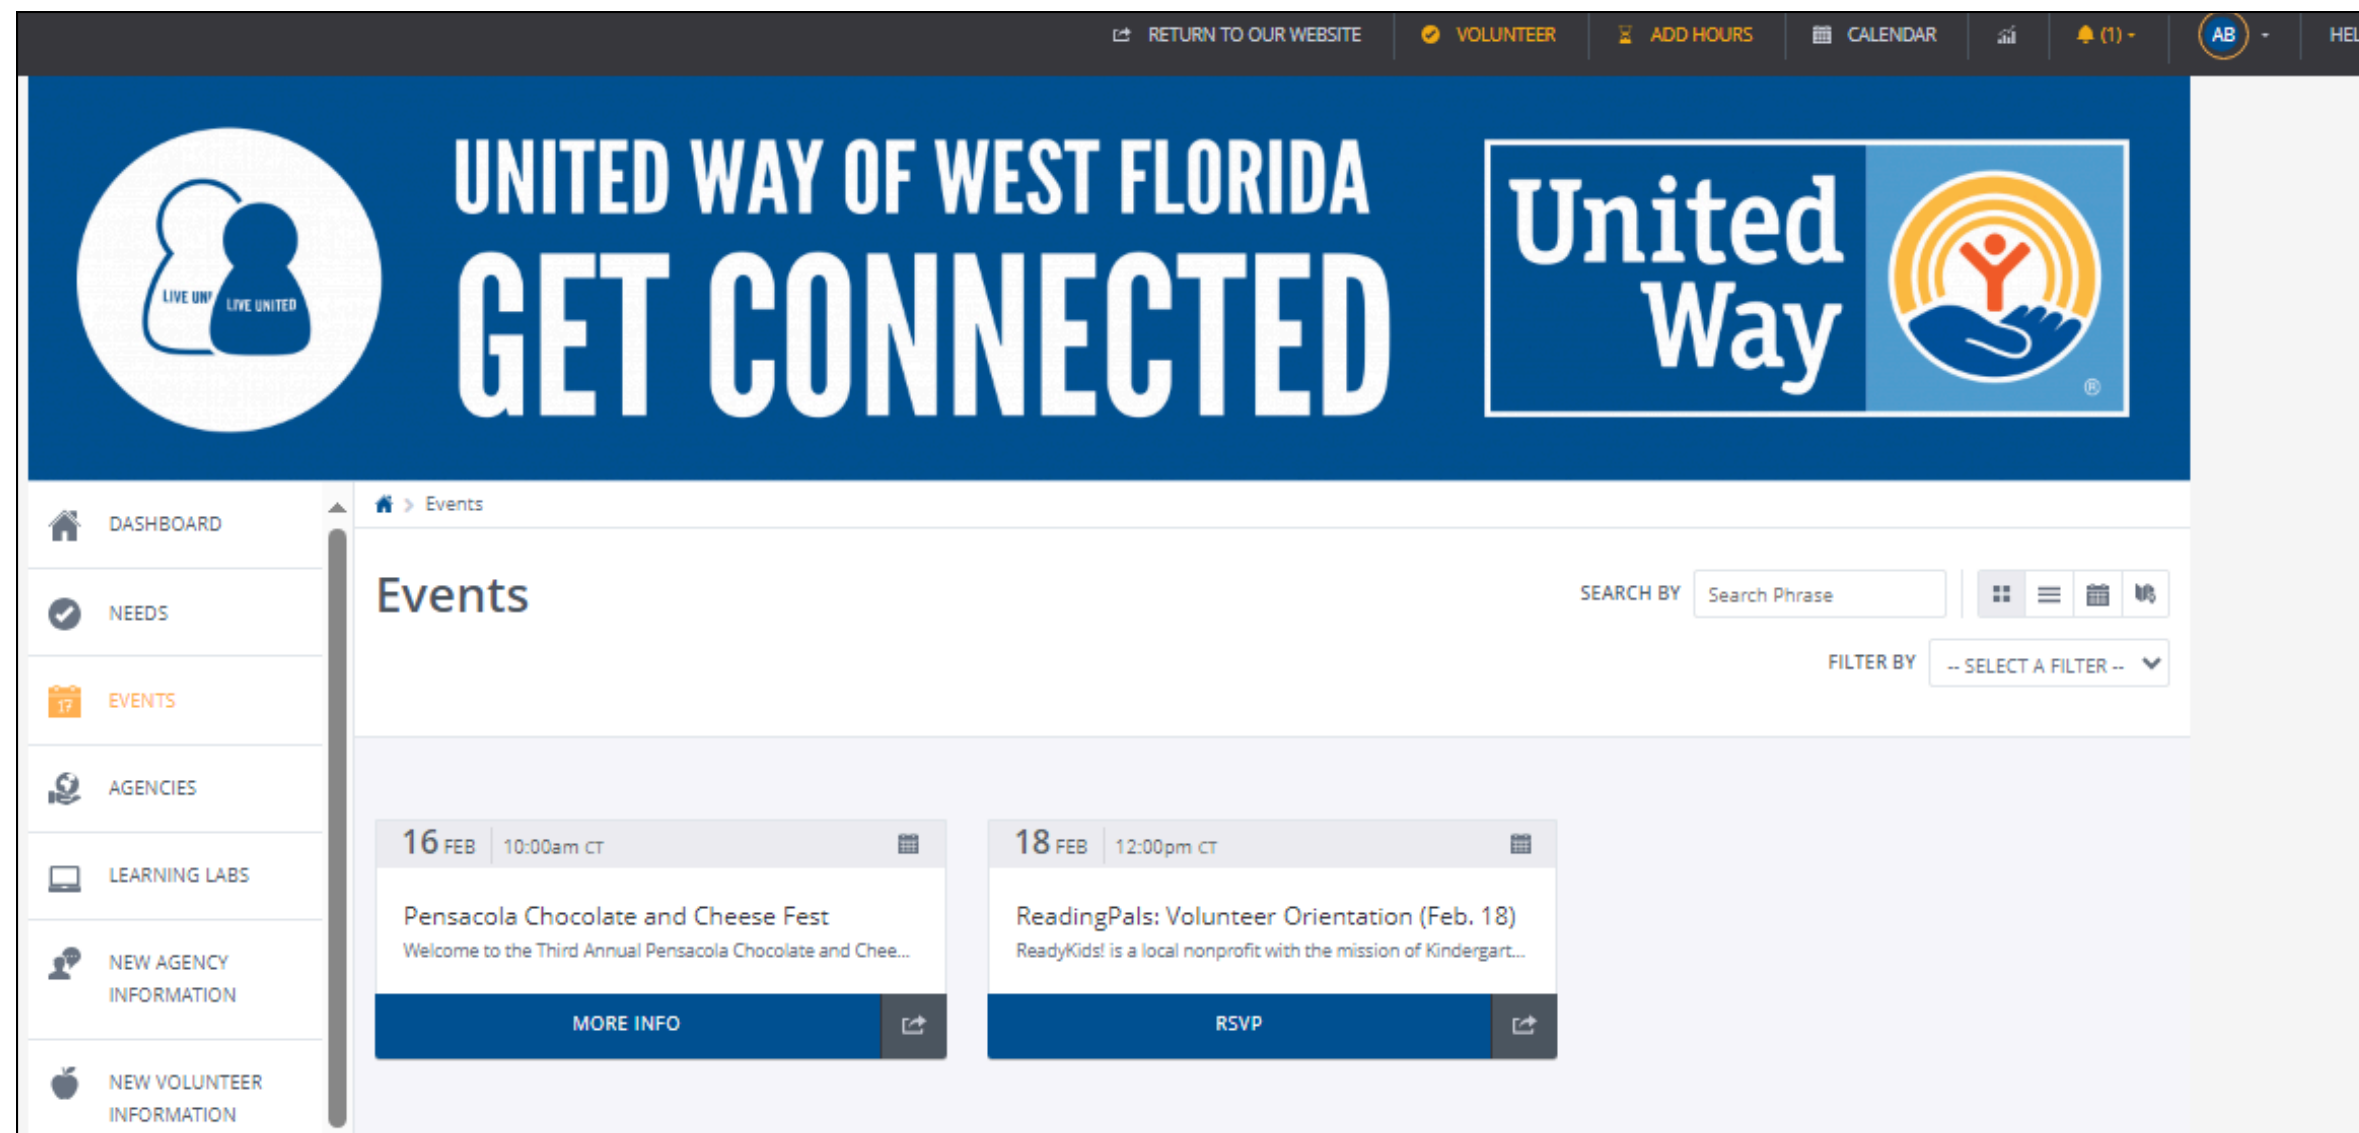 RETURN TO OUR WEBSITE VOLUNTEER ADD HOURS CALENDAR (1) AB
UNITED WAY OF WEST FLORIDA
GET CONNECTED
LIVE UNITED
United
Way
®
DASHBOARD
NEEDS
17 EVENTS
AGENCIES
LEARNING LABS
NEW AGENCY
INFORMATION
NEW VOLUNTEER
INFORMATION
> Events
Events
SEARCH BY Search Phrase
FILTER BY -- SELECT A FILTER --
16 FEB 10:00am CT
Pensacola Chocolate and Cheese Fest
Welcome to the Third Annual Pensacola Chocolate and Chee...
MORE INFO
18 FEB 12:00pm CT
ReadingPals: Volunteer Orientation (Feb. 18)
ReadyKids! is a local nonprofit with the mission of Kindergart...
RSVP